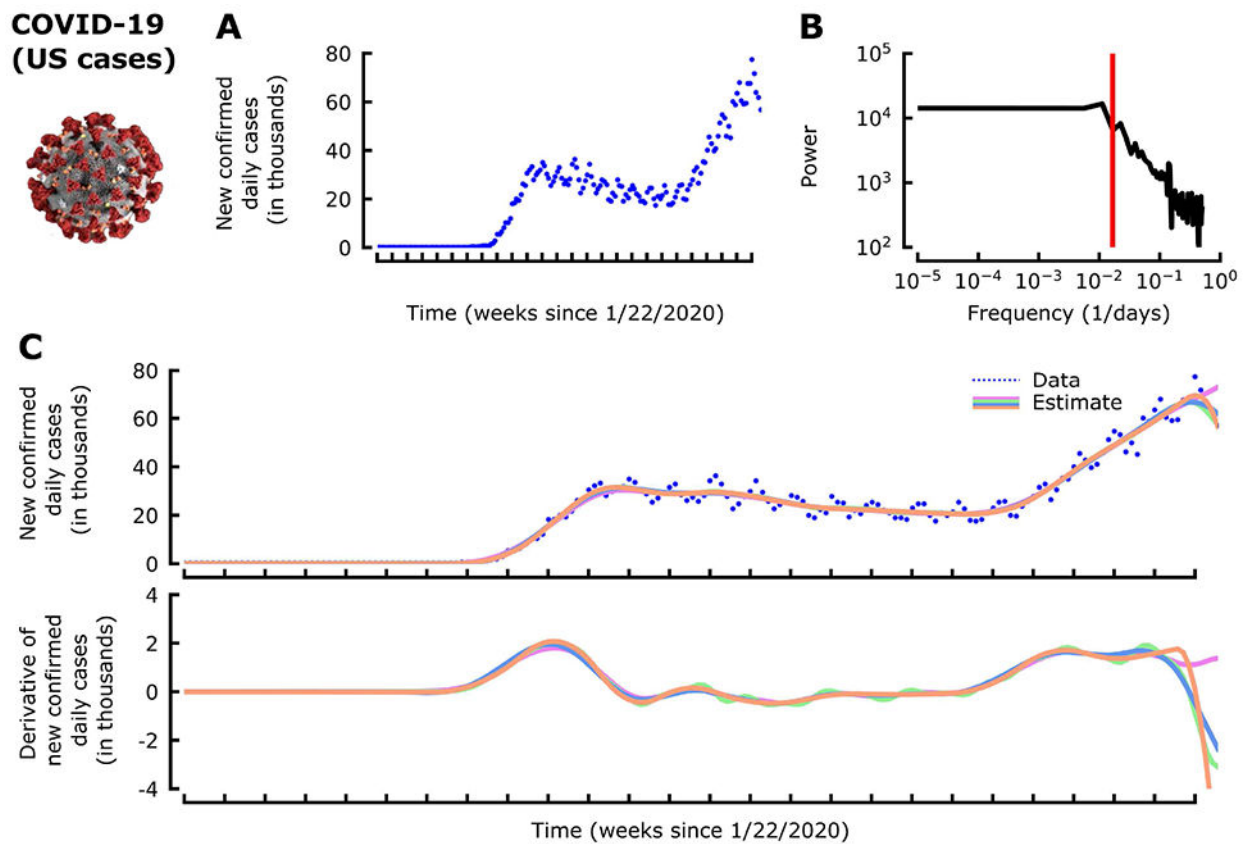 COVID-19
(US cases)
A
New confirmed
daily cases
(in thousands)
80
60
40
20
0
Time (weeks since 1/22/2020)
B
Power
10^5
10^4
10^3
10^2
10^-5
10^-4
10^-3
10^-2
10^-1
10^0
Frequency (1/days)
C
New confirmed
daily cases
(in thousands)
80
60
40
20
0
Data
Estimate
Derivative of
new confirmed
daily cases
(in thousands)
4
2
0
-2
-4
Time (weeks since 1/22/2020)